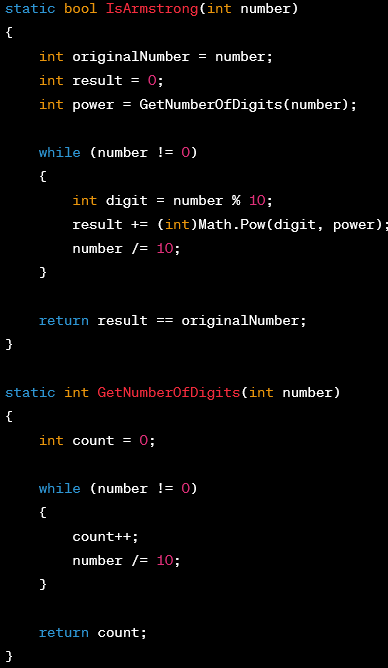 static bool IsArmstrong(int number)
{
    int originalNumber = number;
    int result = 0;
    int power = GetNumberOfDigits(number);

    while (number != 0)
    {
        int digit = number % 10;
        result += (int)Math.Pow(digit, power);
        number /= 10;
    }

    return result == originalNumber;
}

static int GetNumberOfDigits(int number)
{
    int count = 0;

    while (number != 0)
    {
        count++;
        number /= 10;
    }

    return count;
}